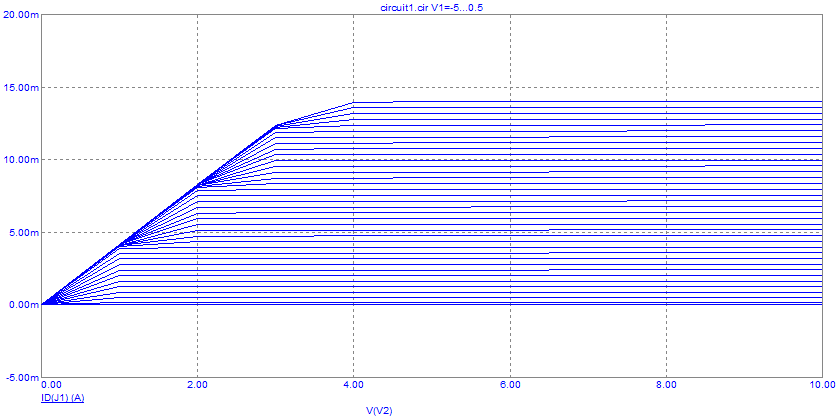 circuit1.cir V1=-5...0.5
20.00m
15.00m
10.00m
5.00m
0.00m
-5.00m
0.00 2.00 4.00 6.00 8.00 10.00
ID(J1) (A)
V(V2)